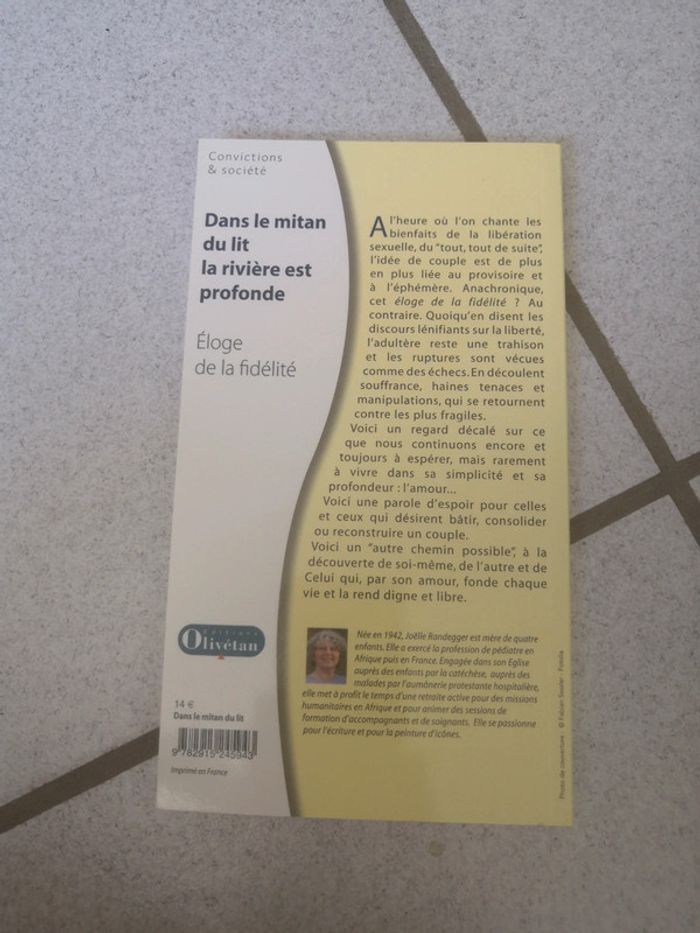 Convictions
& société
Dans le mitan
du lit
la rivière est
profonde
Éloge
de la fidélité
A l'heure où l'on chante les
bienfaits de la libération
sexuelle, du "tout, tout de suite",
l'idée de couple est de plus
en plus liée au provisoire et
à l'éphémère. Anachronique,
cet éloge de la fidélité ? Au
contraire. Quoiqu'en disent les
discours lénifiants sur la liberté,
l'adultère reste une trahison
et les ruptures sont vécues
comme des échecs. En découlent
souffrance, haines tenaces et
manipulations, qui se retournent
contre les plus fragiles.
Voici un regard décalé sur ce
que nous continuons encore et
toujours à espérer, mais rarement
à vivre dans sa simplicité et sa
profondeur : l'amour...
Voici une parole d'espoir pour celles
et ceux qui désirent bâtir, consolider
ou reconstruire un couple.
Voici un "autre chemin possible", à la
découverte de soi-même, de l'autre et de
Celui qui, par son amour, fonde chaque
vie et la rend digne et libre.
Éditions
Olivétan
Née en 1942, Joëlle Randegger est mère de quatre
enfants. Elle a exercé la profession de pédiatre en
Afrique puis en France. Engagée dans son Eglise
auprès des enfants par la catéchèse, auprès des
malades par l'aumônerie protestante hospitalière,
elle met à profit le temps d'une retraite active pour des missions
humanitaires en Afrique et pour animer des sessions de
formation d'accompagnants et de soignants. Elle se passionne
pour l'écriture et pour la peinture d'icônes.
14 €
Dans le mitan du lit
9 782915 245943
Imprimé en France
Photo de couverture : © Fabien Sourar - Fotolia